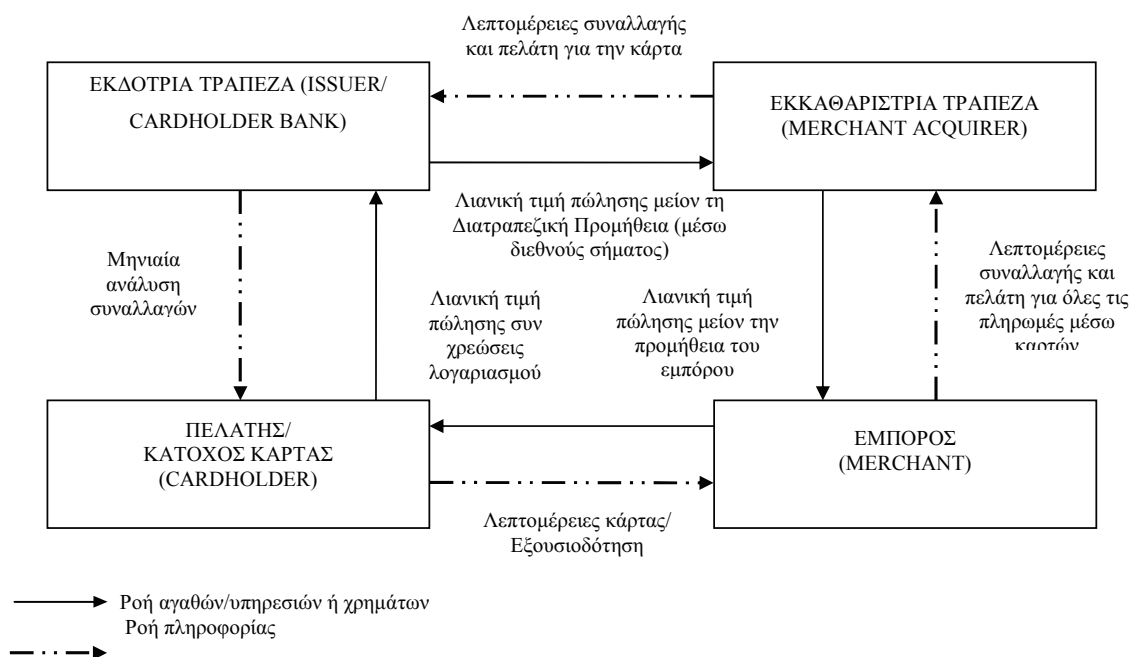 Λεπτομέρειες συναλλαγής
και πελάτη για την κάρτα
ΕΚΔΟΤΡΙΑ ΤΡΑΠΕΖΑ (ISSUER/
CARDHOLDER BANK)
ΕΚΚΑΘΑΡΙΣΤΡΙΑ ΤΡΑΠΕΖΑ
(MERCHANT ACQUIRER)
Λιανική τιμή πώλησης μείον τη
Διατραπεζική Προμήθεια (μέσω
διεθνούς σήματος)
Μηνιαία
ανάλυση
συναλλαγών
Λιανική τιμή
πώλησης συν
χρεώσεις
λογαριασμού
Λιανική τιμή
πώλησης μείον την
προμήθεια του
εμπόρου
Λεπτομέρειες
συναλλαγής και
πελάτη για όλες τις
πληρωμές μέσω
καρτών
ΠΕΛΑΤΗΣ/
ΚΑΤΟΧΟΣ ΚΑΡΤΑΣ
(CARDHOLDER)
ΕΜΠΟΡΟΣ
(MERCHANT)
Λεπτομέρειες κάρτας/
Εξουσιοδότηση
Ροή αγαθών/υπηρεσιών ή χρημάτων
Ροή πληροφορίας